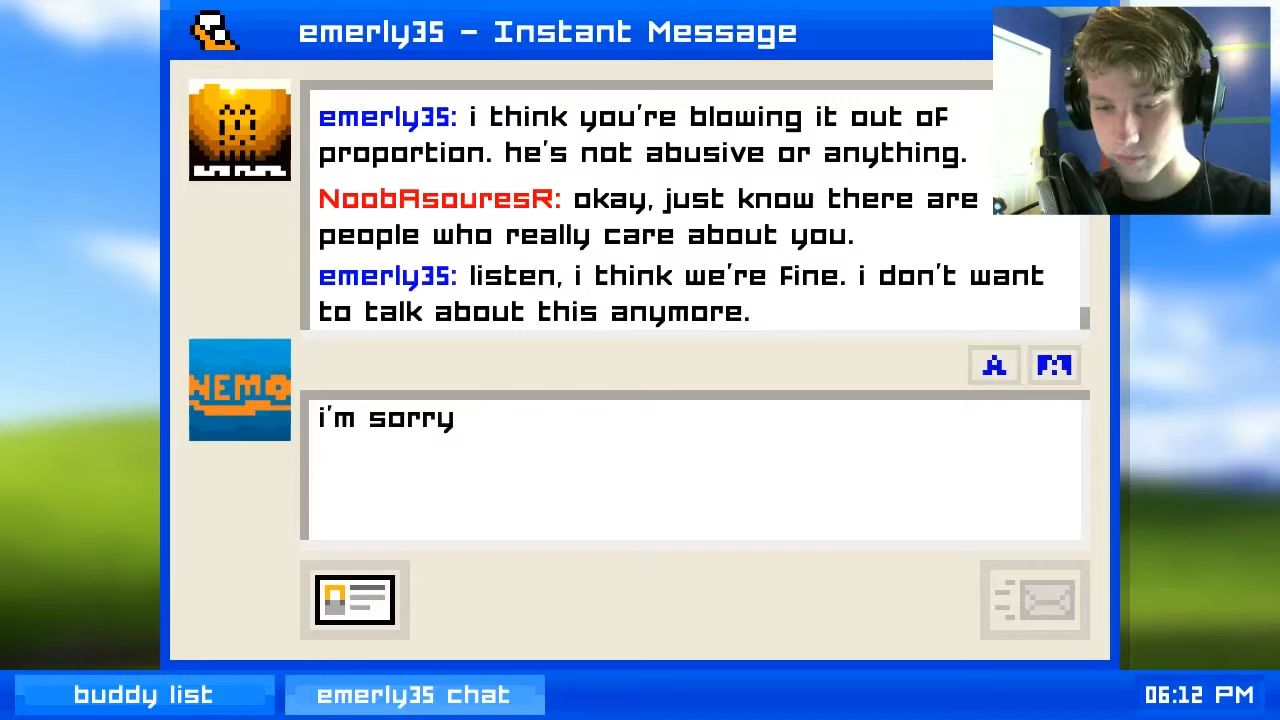 emerly35 - Instant Message
emerly35: i think you're blowing it out of
proportion. he's not abusive or anything.
NoobAsouresR: okay, just know there are
people who really care about you.
emerly35: listen, i think we're fine. i don't want
to talk about this anymore.
NEMO
A
i'm sorry
buddy list
emerly35 chat
06:12 PM